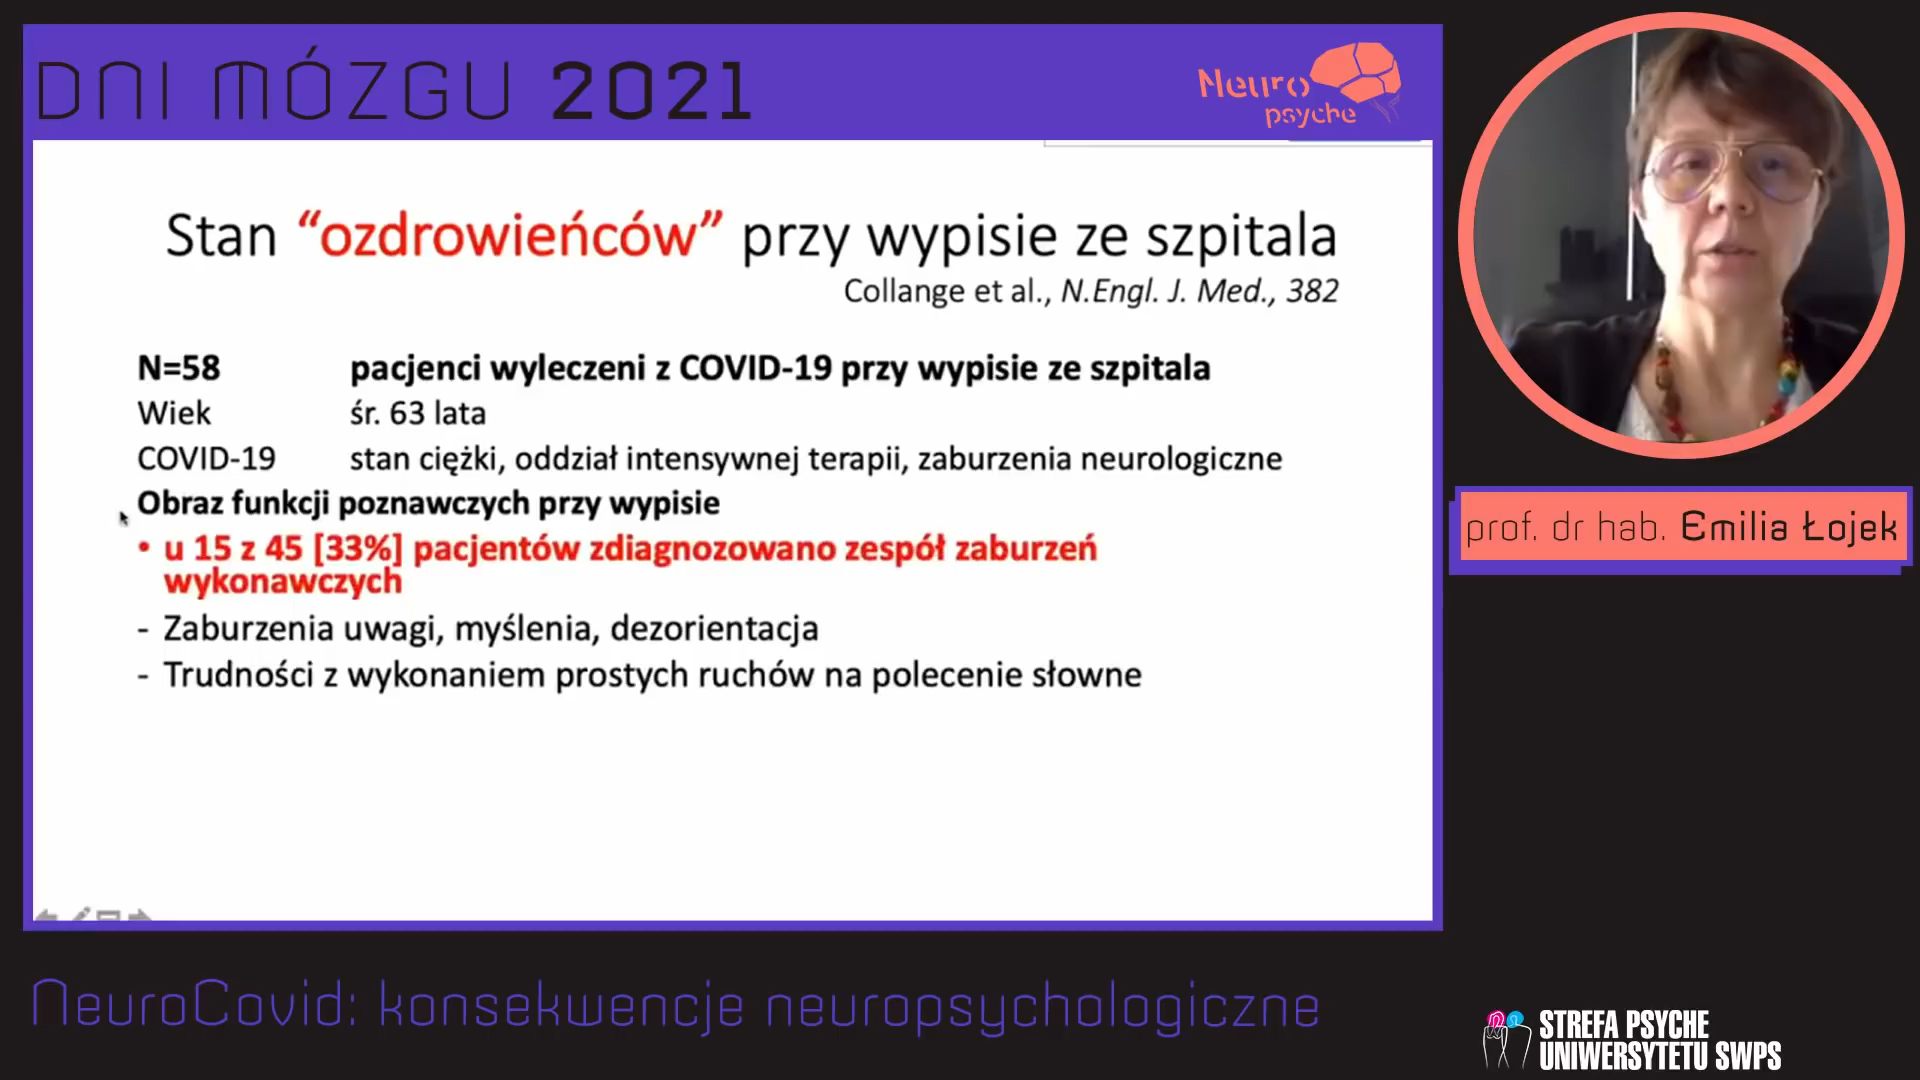 DNI MÓZGU 2021
Neuro
psyche
Stan “ozdrowieńców” przy wypisie ze szpitala
Collange et al., N.Engl. J. Med., 382
N=58 pacjenci wyleczeni z COVID-19 przy wypisie ze szpitala
Wiek śr. 63 lata
COVID-19 stan ciężki, oddział intensywnej terapii, zaburzenia neurologiczne
Obraz funkcji poznawczych przy wypisie
• u 15 z 45 [33%] pacjentów zdiagnozowano zespół zaburzeń
wykonawczych
- Zaburzenia uwagi, myślenia, dezorientacja
- Trudności z wykonaniem prostych ruchów na polecenie słowne
prof. dr hab. Emilia Łojek
NeuroCovid: konsekwencje neuropsychologiczne
STREFA PSYCHE
UNIWERSYTETU SWPS